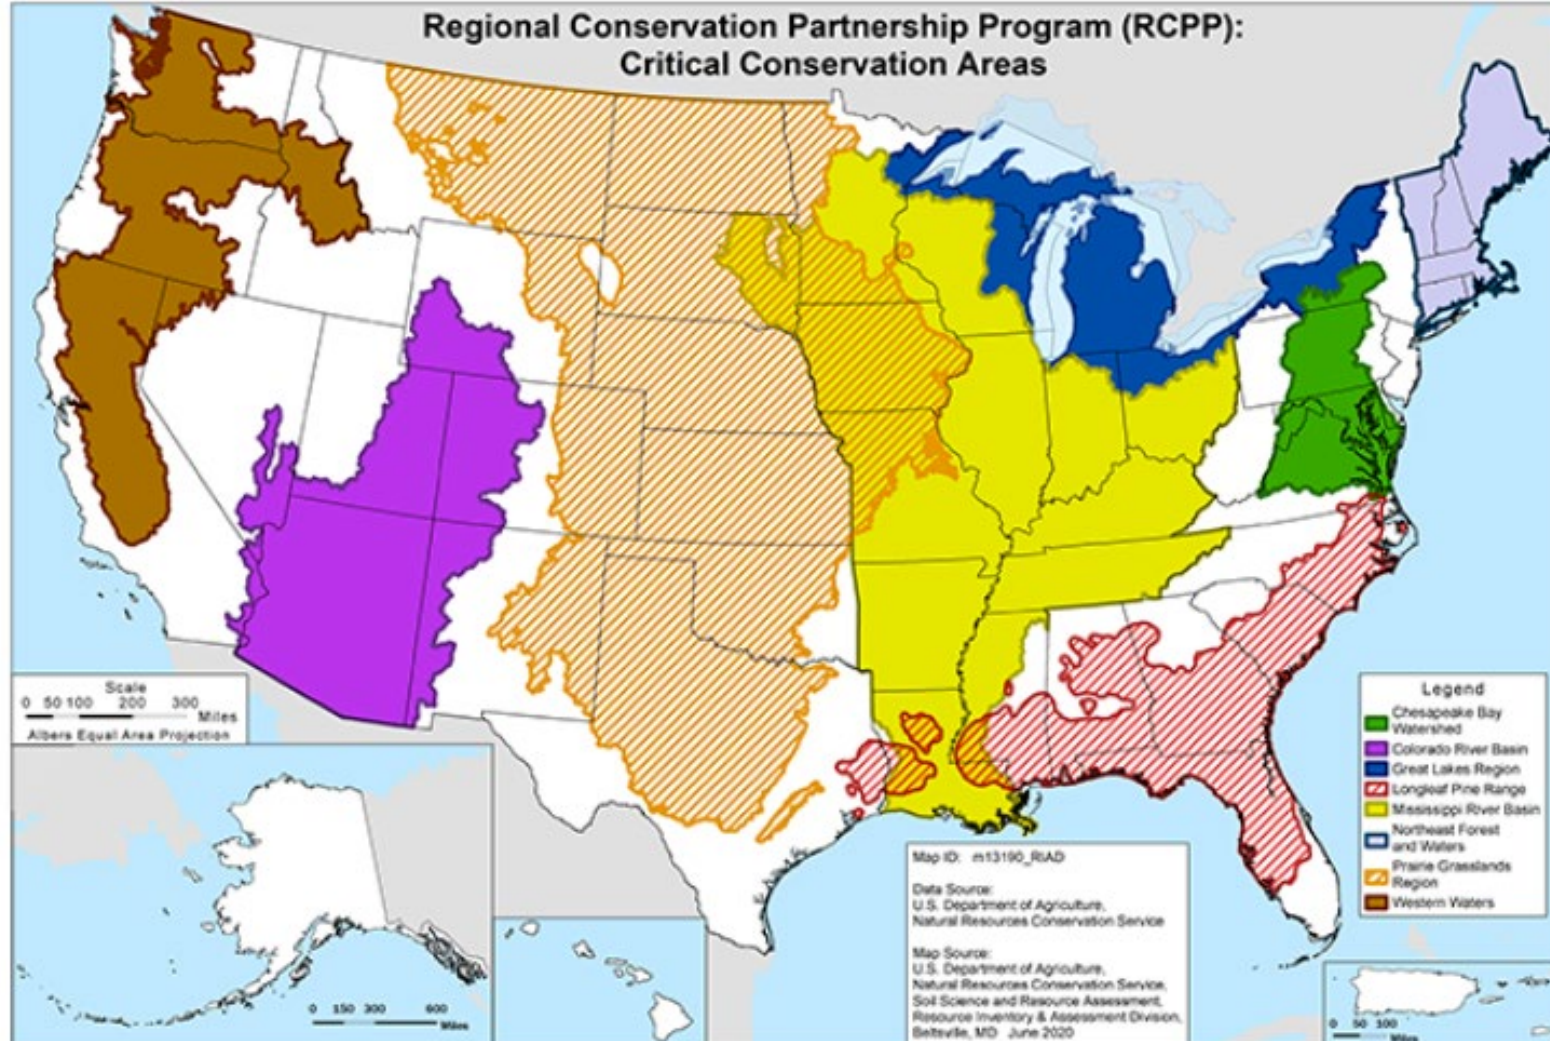 Regional Conservation Partnership Program (RCPP):
Critical Conservation Areas
Scale
0 50 100 200 300
Miles
Albers Equal Area Projection
Legend
Chesapeake Bay
Watershed
Colorado River Basin
Great Lakes Region
Longleaf Pine Range
Mississippi River Basin
Northeast Forest
and Waters
Prairie Grasslands
Region
Western Waters
Map ID: m13190_RIAD
Data Source:
U.S. Department of Agriculture,
Natural Resources Conservation Service
Map Source:
U.S. Department of Agriculture,
Natural Resources Conservation Service,
Soil Science and Resource Assessment,
Resource Inventory & Assessment Division,
Beltsville, MD June 2020
0 150 300 600
Miles
0 50 100
Miles